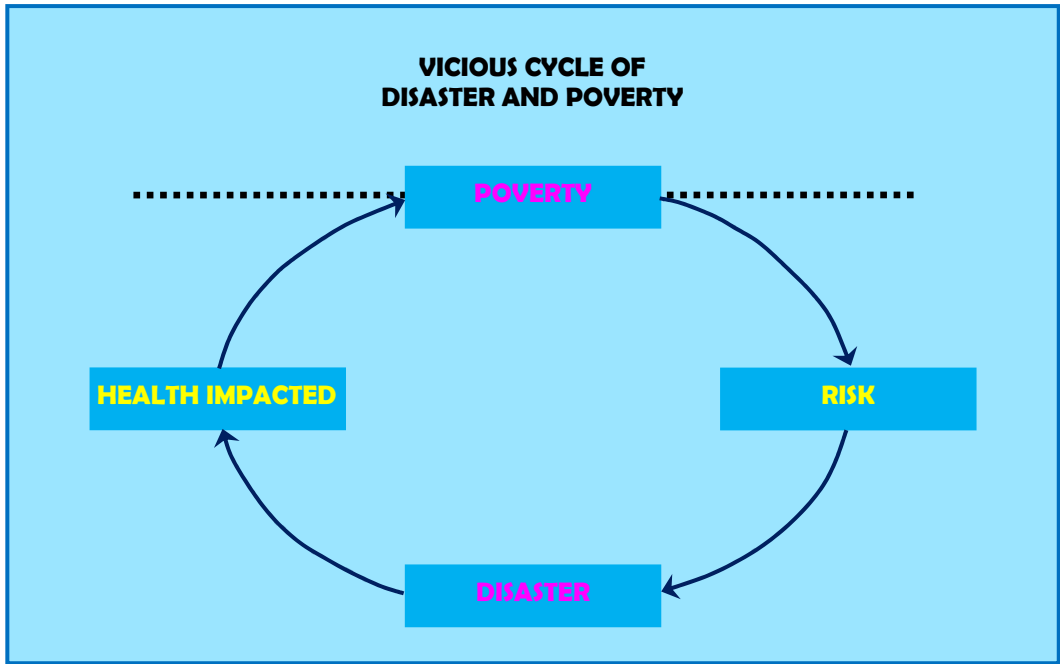 VICIOUS CYCLE OF
DISASTER AND POVERTY
POVERTY
HEALTH IMPACTED
RISK
DISASTER